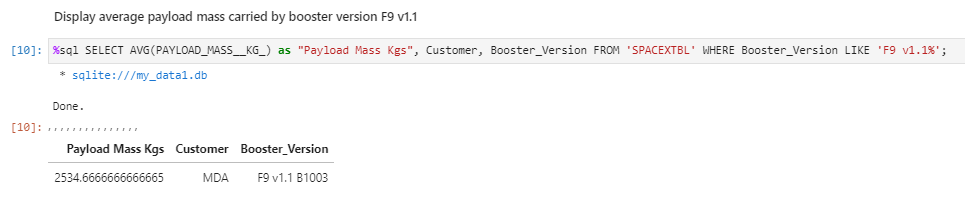 Display average payload mass carried by booster version F9 v1.1
[10]: %sql SELECT AVG(PAYLOAD_MASS__KG_) as "Payload Mass Kgs", Customer, Booster_Version FROM 'SPACEXTBL' WHERE Booster_Version LIKE 'F9 v1.1%';
* sqlite:///my_data1.db
Done.
[10]: ,,,,,,,,,,,,,,,
Payload Mass Kgs Customer Booster_Version
2534.6666666666665 MDA F9 v1.1 B1003